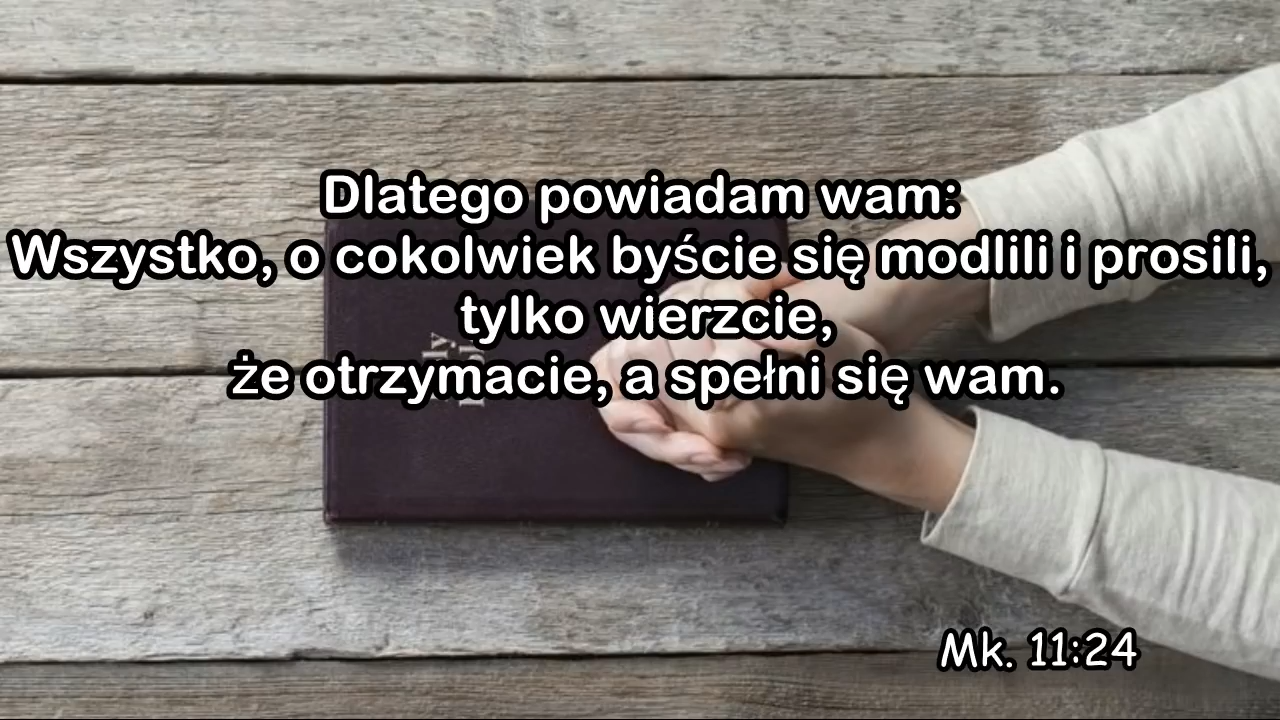 Dlatego powiadam wam:
Wszystko, o cokolwiek byście się modlili i prosili,
tylko wierzcie,
że otrzymacie, a spełni się wam.
Mk. 11:24